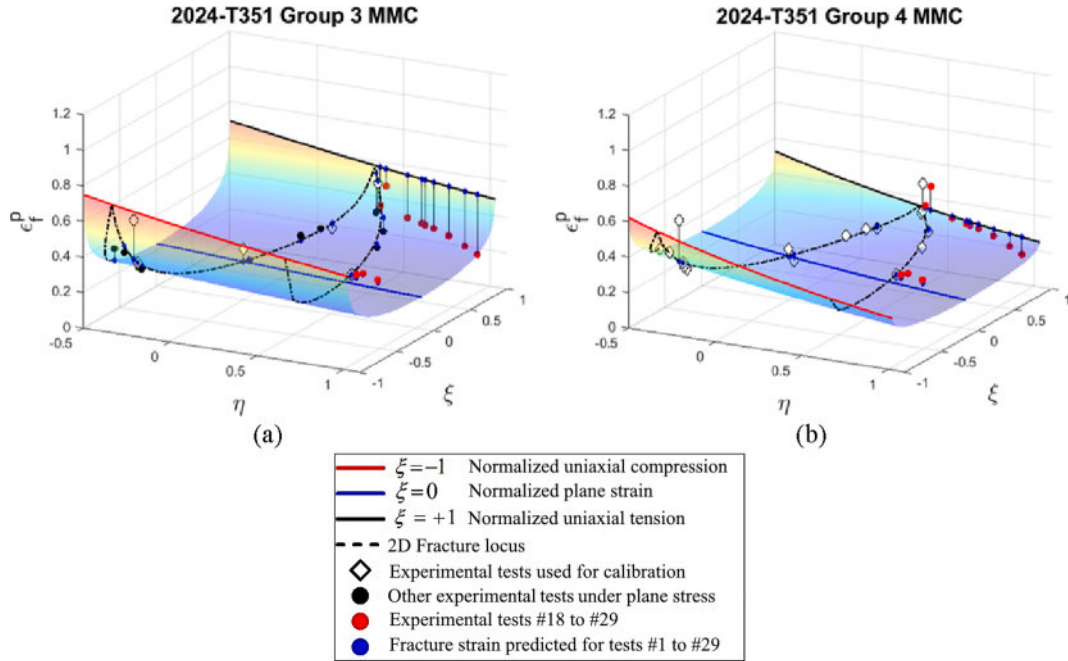 2024-T351 Group 3 MMC
2024-T351 Group 4 MMC
1.2
1
0.8
0.6
0.4
0.2
0
-0.5
0
0.5
1
-1
-0.5
0
0.5
1
ϵ_f^p
η
ξ
(a)
1.2
1
0.8
0.6
0.4
0.2
0
-0.5
0
0.5
1
-1
-0.5
0
0.5
1
ϵ_f^p
η
ξ
(b)
ξ=−1 Normalized uniaxial compression
ξ=0 Normalized plane strain
ξ = +1 Normalized uniaxial tension
2D Fracture locus
Experimental tests used for calibration
Other experimental tests under plane stress
Experimental tests #18 to #29
Fracture strain predicted for tests #1 to #29